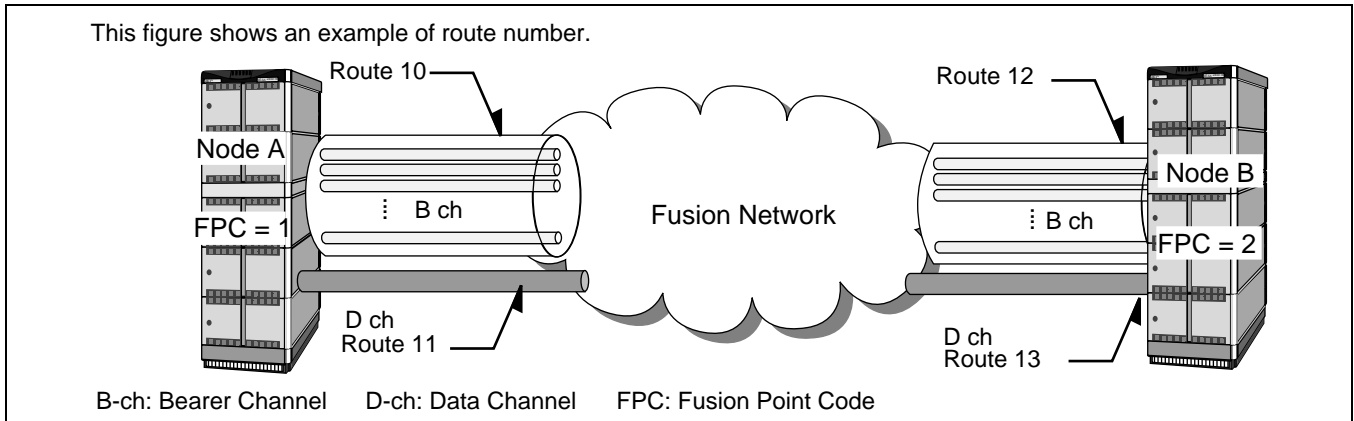 This figure shows an example of route number.
Route 10
Route 12
Node A
Node B
B ch
Fusion Network
B ch
FPC = 1
FPC = 2
D ch
Route 11
D ch
Route 13
B-ch: Bearer Channel D-ch: Data Channel FPC: Fusion Point Code